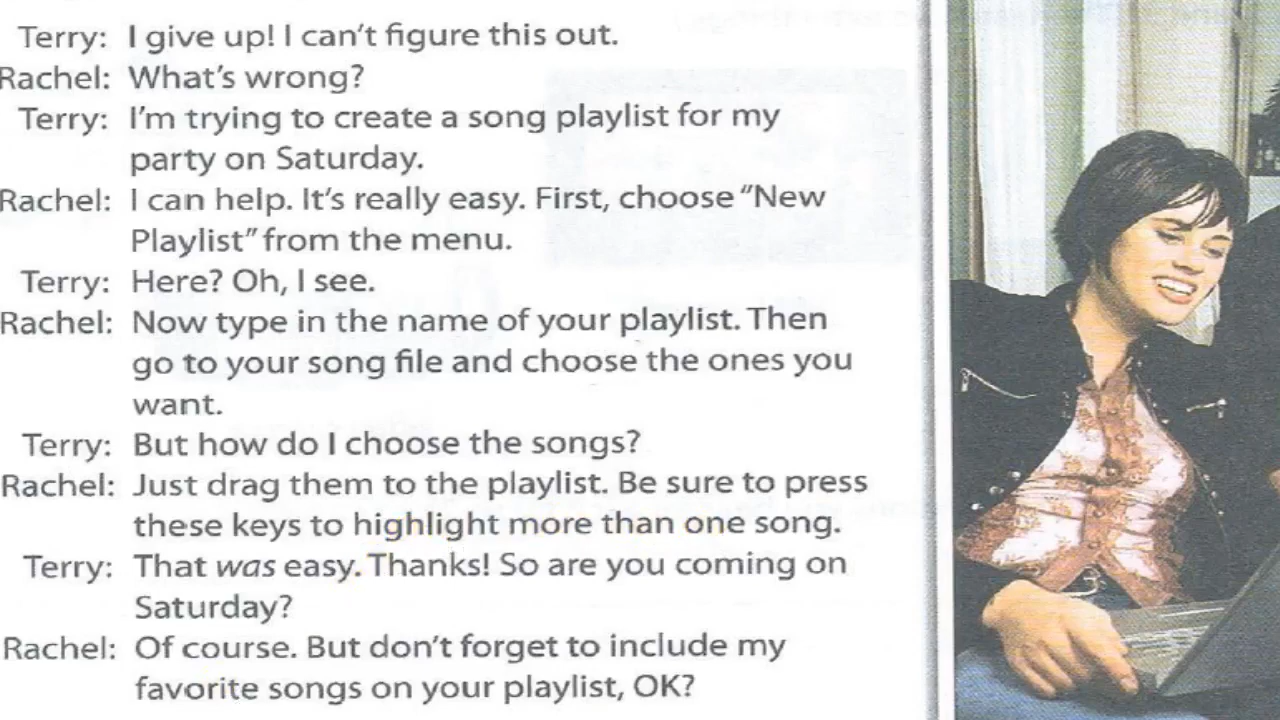 Terry: I give up! I can't figure this out.
Rachel: What's wrong?
Terry: I'm trying to create a song playlist for my
party on Saturday.
Rachel: I can help. It's really easy. First, choose "New
Playlist" from the menu.
Terry: Here? Oh, I see.
Rachel: Now type in the name of your playlist. Then
go to your song file and choose the ones you
want.
Terry: But how do I choose the songs?
Rachel: Just drag them to the playlist. Be sure to press
these keys to highlight more than one song.
Terry: That was easy. Thanks! So are you coming on
Saturday?
Rachel: Of course. But don't forget to include my
favorite songs on your playlist, OK?